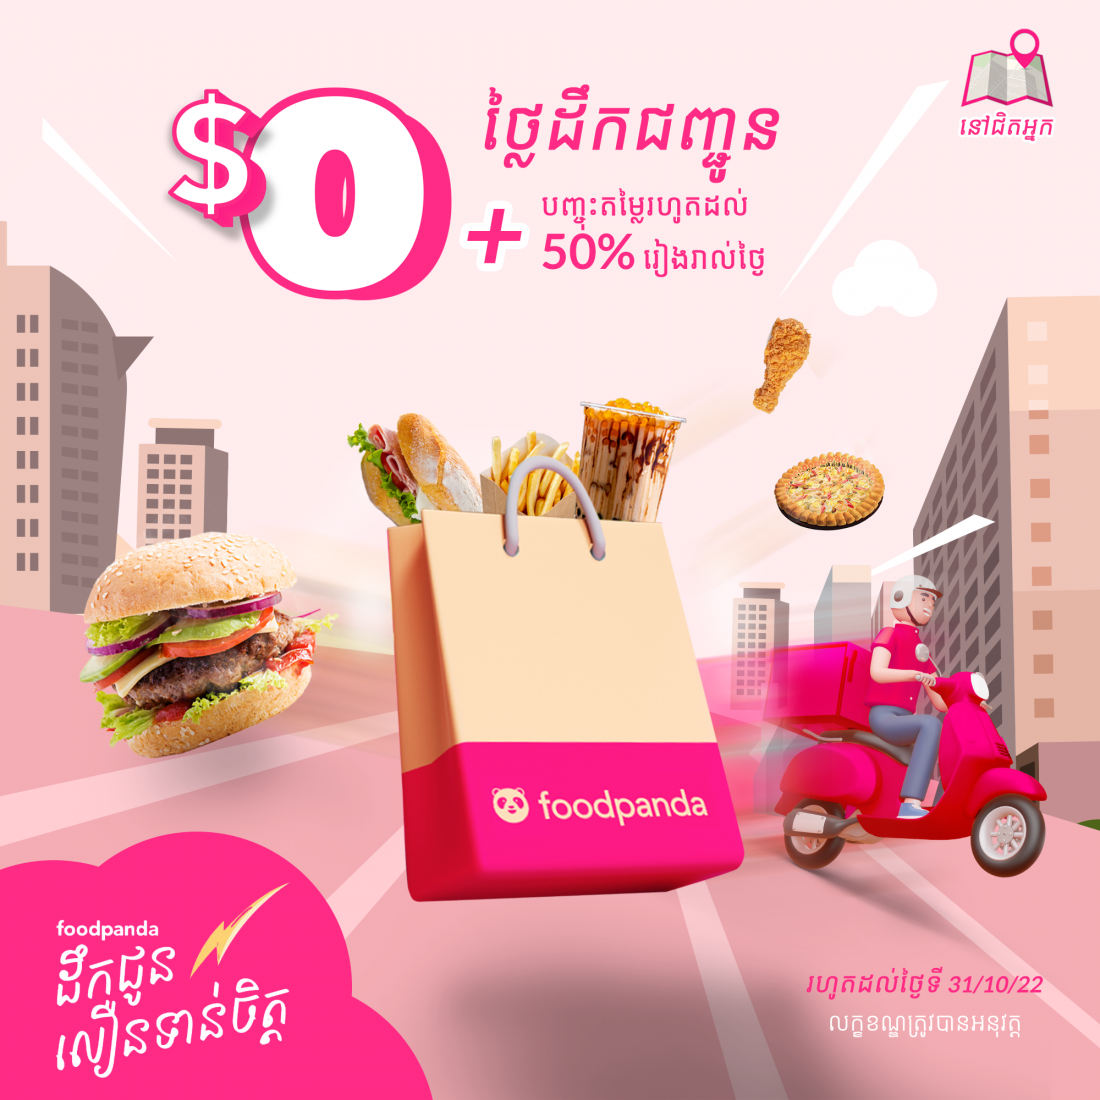 $0
ថ្លៃដឹកជញ្ជូន
+
បញ្ចុះតម្លៃរហូតដល់
50% រៀងរាល់ថ្ងៃ
នៅជិតអ្នក
foodpanda
foodpanda
ដឹកជូន
លឿនទាន់ចិត្ត
រហូតដល់ថ្ងៃទី 31/10/22
លក្ខខណ្ឌត្រូវបានអនុវត្ត